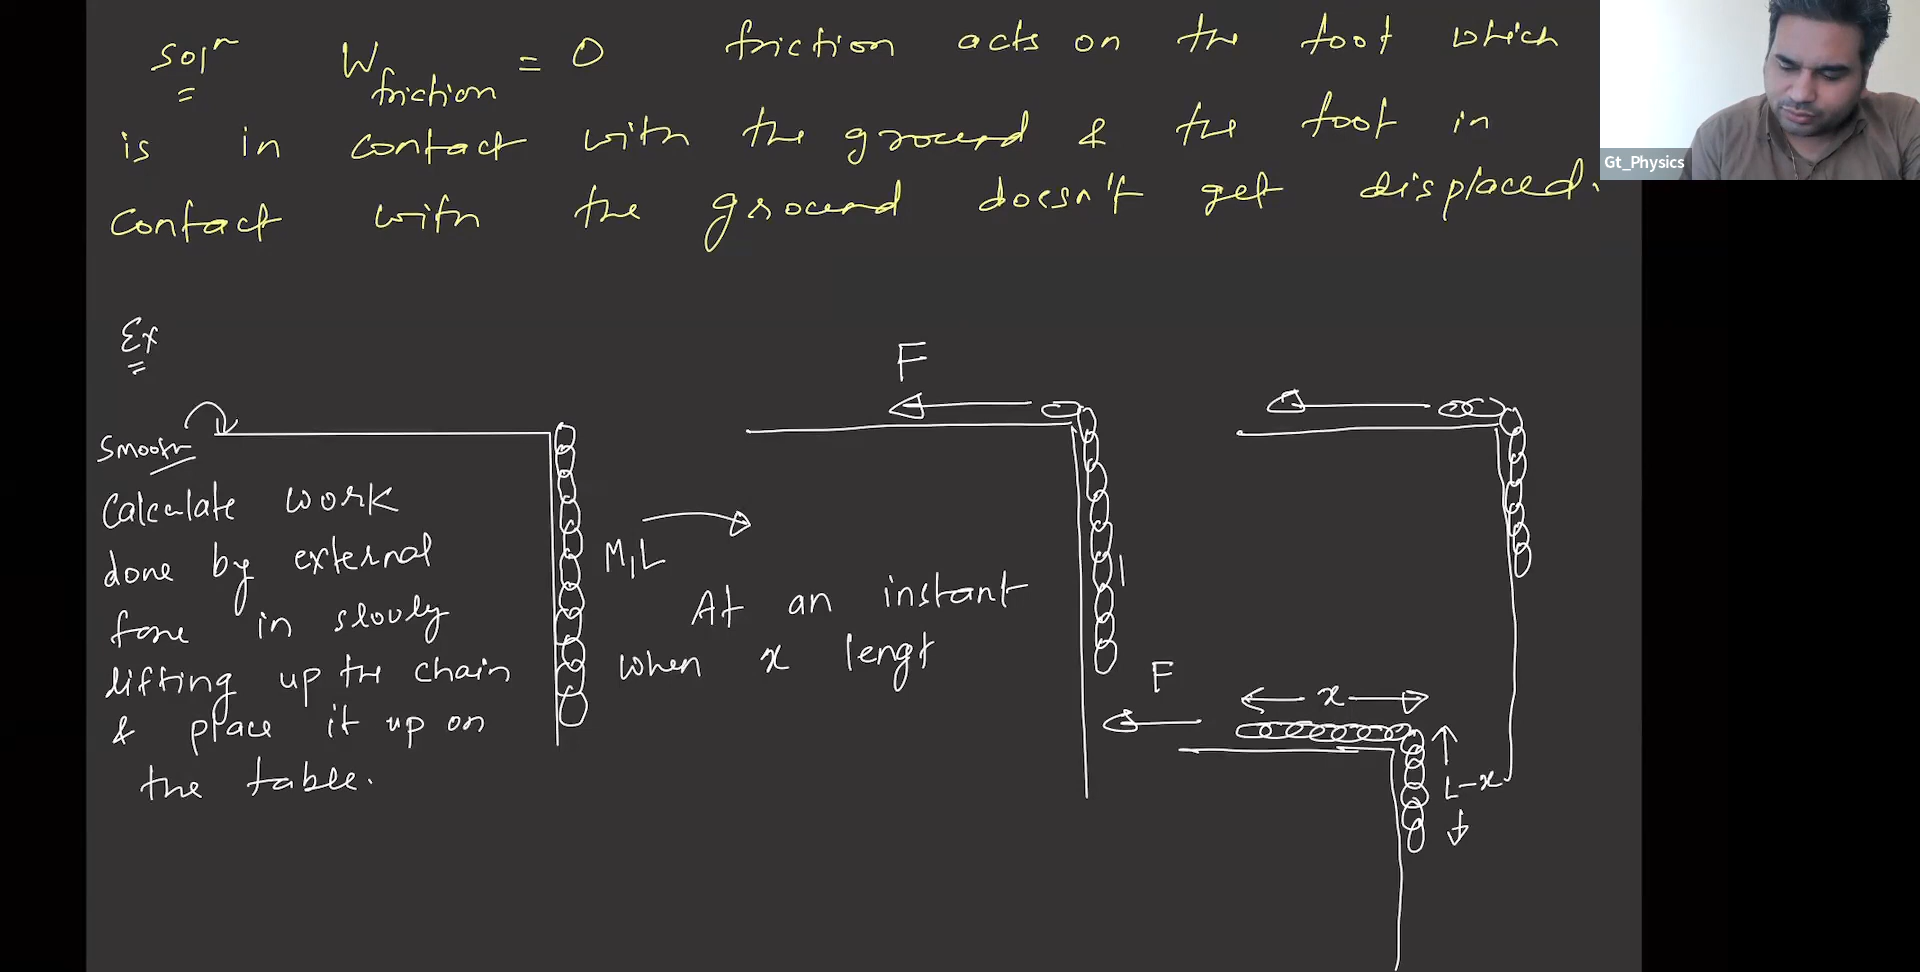 Solⁿ W friction = 0 friction acts on the foot which
is in contact with the ground & the foot in
contact with the ground doesn't get displaced.
Gt_Physics
Ex
Smooth
Calculate work
done by external
force in slowly
lifting up the chain
& place it up on
the table.
M, L
F
At an instant
when x lengt
F
x
L-x